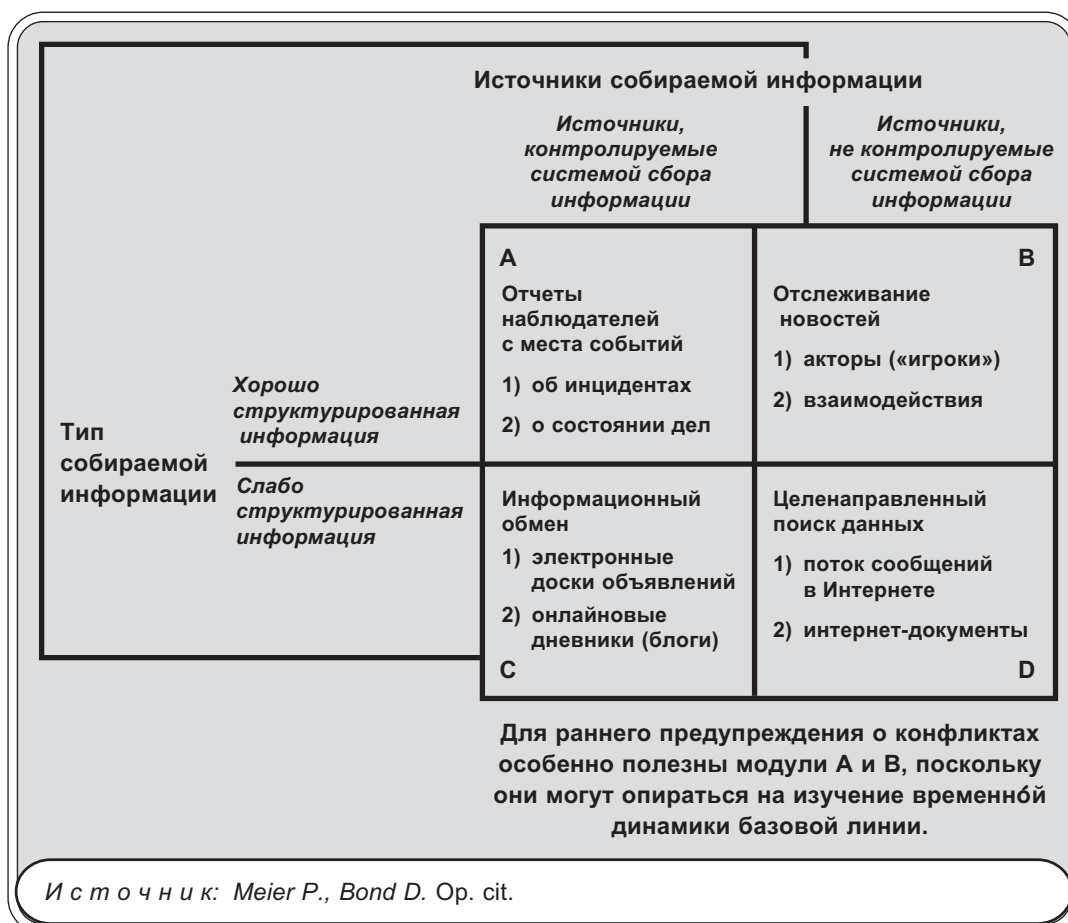 Источники собираемой информации
Источники,
контролируемые
системой сбора
информации
Источники,
не контролируемые
системой сбора
информации
Тип
собираемой
информации
Хорошо
структурированная
информация
A
Отчеты
наблюдателей
с места событий
1) об инцидентах
2) о состоянии дел
B
Отслеживание
новостей
1) акторы («игроки»)
2) взаимодействия
Слабо
структурированная
информация
Информационный
обмен
1) электронные
доски объявлений
2) онлайновые
дневники (блоги)
C
Целенаправленный
поиск данных
1) поток сообщений
в Интернете
2) интернет-документы
D
Для раннего предупреждения о конфликтах
особенно полезны модули A и B, поскольку
они могут опираться на изучение временно́й
динамики базовой линии.
Источник: Meier P., Bond D. Op. cit.